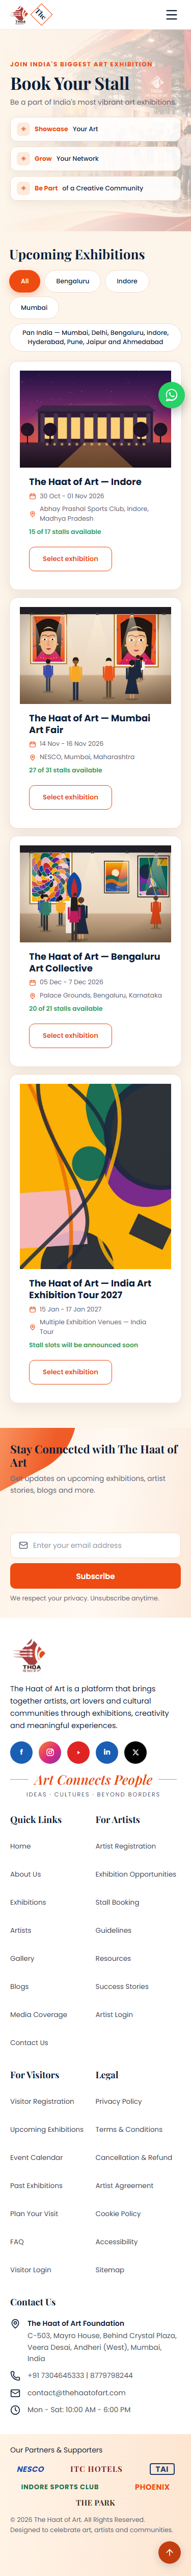 THOA
The
JOIN INDIA'S BIGGEST ART EXHIBITION
Book Your Stall
Be a part of India's most vibrant art exhibitions.
Showcase Your Art
Grow Your Network
Be Part of a Creative Community
Upcoming Exhibitions
All
Bengaluru
Indore
Mumbai
Pan India — Mumbai, Delhi, Bengaluru, Indore,
Hyderabad, Pune, Jaipur and Ahmedabad
The Haat of Art — Indore
30 Oct - 01 Nov 2026
Abhay Prashal Sports Club, Indore,
Madhya Pradesh
15 of 17 stalls available
Select exhibition
The Haat of Art — Mumbai
Art Fair
14 Nov - 16 Nov 2026
NESCO, Mumbai, Maharashtra
27 of 31 stalls available
Select exhibition
The Haat of Art — Bengaluru
Art Collective
05 Dec - 7 Dec 2026
Palace Grounds, Bengaluru, Karnataka
20 of 21 stalls available
Select exhibition
The Haat of Art — India Art
Exhibition Tour 2027
15 Jan - 17 Jan 2027
Multiple Exhibition Venues — India
Tour
Stall slots will be announced soon
Select exhibition
Stay Connected with The Haat of
Art
Get updates on upcoming exhibitions, artist
stories, blogs and more.
Enter your email address
Subscribe
We respect your privacy. Unsubscribe anytime.
THOA
The Haat of Art is a platform that brings
together artists, art lovers and cultural
communities through exhibitions, creativity
and meaningful experiences.
Art Connects People
IDEAS · CULTURES · BEYOND BORDERS
Quick Links
Home
About Us
Exhibitions
Artists
Gallery
Blogs
Media Coverage
Contact Us
For Artists
Artist Registration
Exhibition Opportunities
Stall Booking
Guidelines
Resources
Success Stories
Artist Login
For Visitors
Visitor Registration
Upcoming Exhibitions
Event Calendar
Past Exhibitions
Plan Your Visit
FAQ
Visitor Login
Legal
Privacy Policy
Terms & Conditions
Cancellation & Refund
Artist Agreement
Cookie Policy
Accessibility
Sitemap
Contact Us
The Haat of Art Foundation
C-503, Mayro House, Behind Crystal Plaza,
Veera Desai, Andheri (West), Mumbai,
India
+91 7304645333 | 8779798244
contact@thehaatofart.com
Mon - Sat: 10:00 AM - 6:00 PM
Our Partners & Supporters
NESCO
ITC HOTELS
TAI
INDORE SPORTS CLUB
PHOENIX
THE PARK
© 2026 The Haat of Art. All Rights Reserved.
Designed to celebrate art, artists and communities.